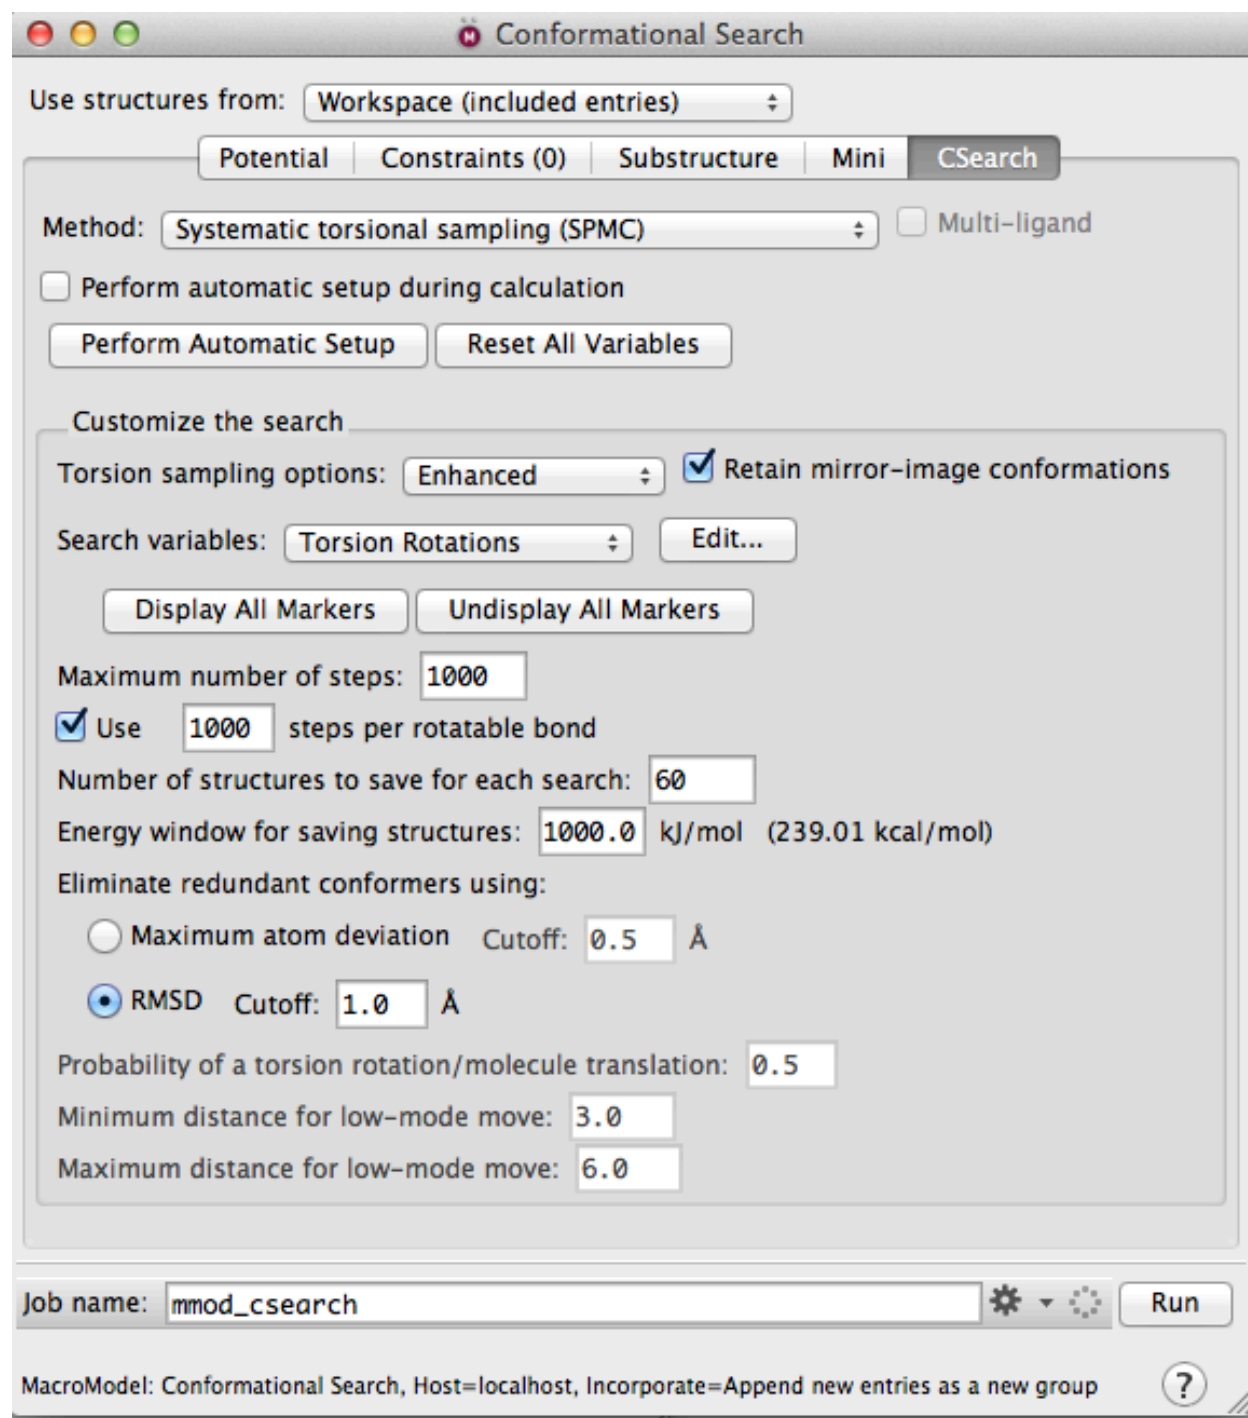 Conformational Search
Use structures from: Workspace (included entries)
Potential Constraints (0) Substructure Mini CSearch
Method: Systematic torsional sampling (SPMC) Multi-ligand
Perform automatic setup during calculation
Perform Automatic Setup Reset All Variables
Customize the search
Torsion sampling options: Enhanced Retain mirror-image conformations
Search variables: Torsion Rotations Edit...
Display All Markers Undisplay All Markers
Maximum number of steps: 1000
Use 1000 steps per rotatable bond
Number of structures to save for each search: 60
Energy window for saving structures: 1000.0 kJ/mol (239.01 kcal/mol)
Eliminate redundant conformers using:
Maximum atom deviation Cutoff: 0.5 Å
RMSD Cutoff: 1.0 Å
Probability of a torsion rotation/molecule translation: 0.5
Minimum distance for low-mode move: 3.0
Maximum distance for low-mode move: 6.0
Job name: mmod_csearch Run
MacroModel: Conformational Search, Host=localhost, Incorporate=Append new entries as a new group ?